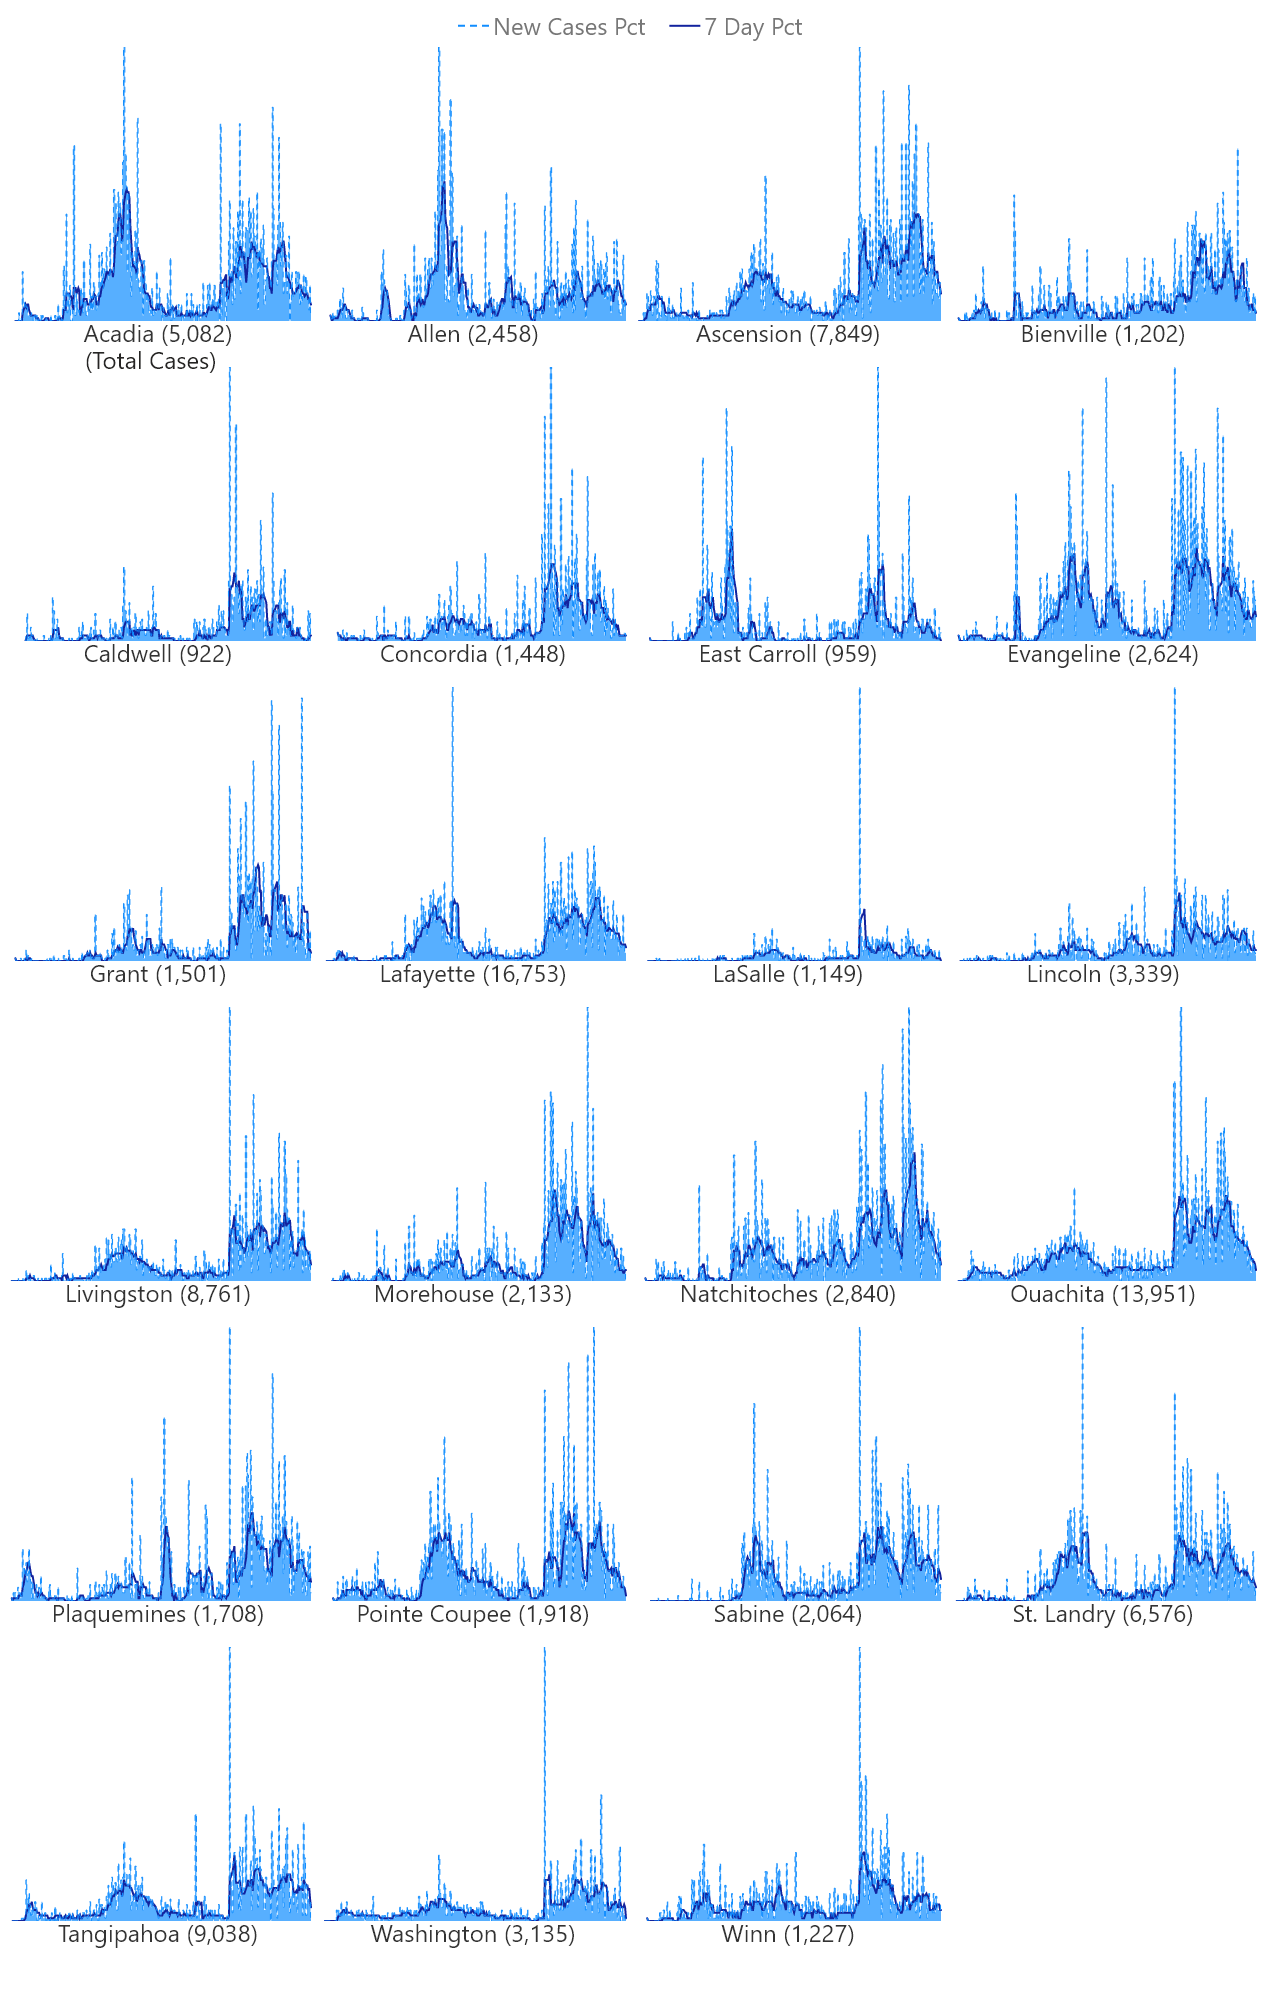 New Cases Pct 7 Day Pct
Acadia (5,082) Allen (2,458) Ascension (7,849) Bienville (1,202)
(Total Cases)
Caldwell (922) Concordia (1,448) East Carroll (959) Evangeline (2,624)
Grant (1,501) Lafayette (16,753) LaSalle (1,149) Lincoln (3,339)
Livingston (8,761) Morehouse (2,133) Natchitoches (2,840) Ouachita (13,951)
Plaquemines (1,708) Pointe Coupee (1,918) Sabine (2,064) St. Landry (6,576)
Tangipahoa (9,038) Washington (3,135) Winn (1,227)